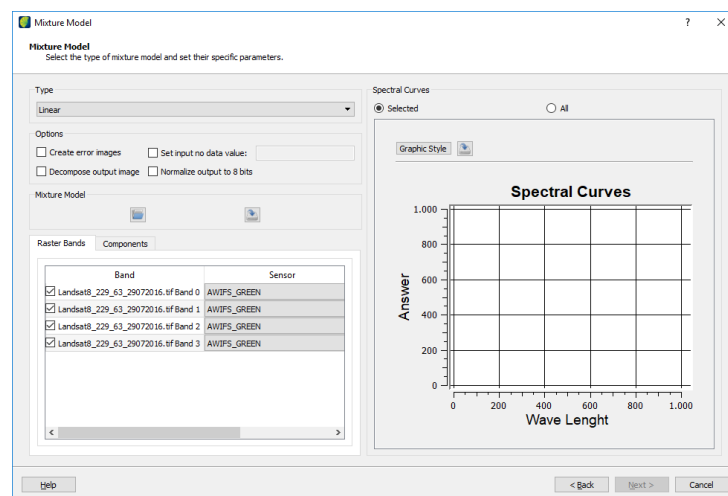 Mixture Model
?
Mixture Model
Select the type of mixture model and set their specific parameters.
Type
Linear
Options
Create error images
Set input no data value:
Decompose output image
Normalize output to 8 bits
Mixture Model
Raster Bands
Components
Band Sensor
Landsat8_229_63_29072016.tif Band 0 AWIFS_GREEN
Landsat8_229_63_29072016.tif Band 1 AWIFS_GREEN
Landsat8_229_63_29072016.tif Band 2 AWIFS_GREEN
Landsat8_229_63_29072016.tif Band 3 AWIFS_GREEN
Spectral Curves
Selected
All
Graphic Style
Spectral Curves
Answer
1.000
800
600
400
200
0
0 200 400 600 800 1.000
Wave Lenght
Help
< Back
Next >
Cancel